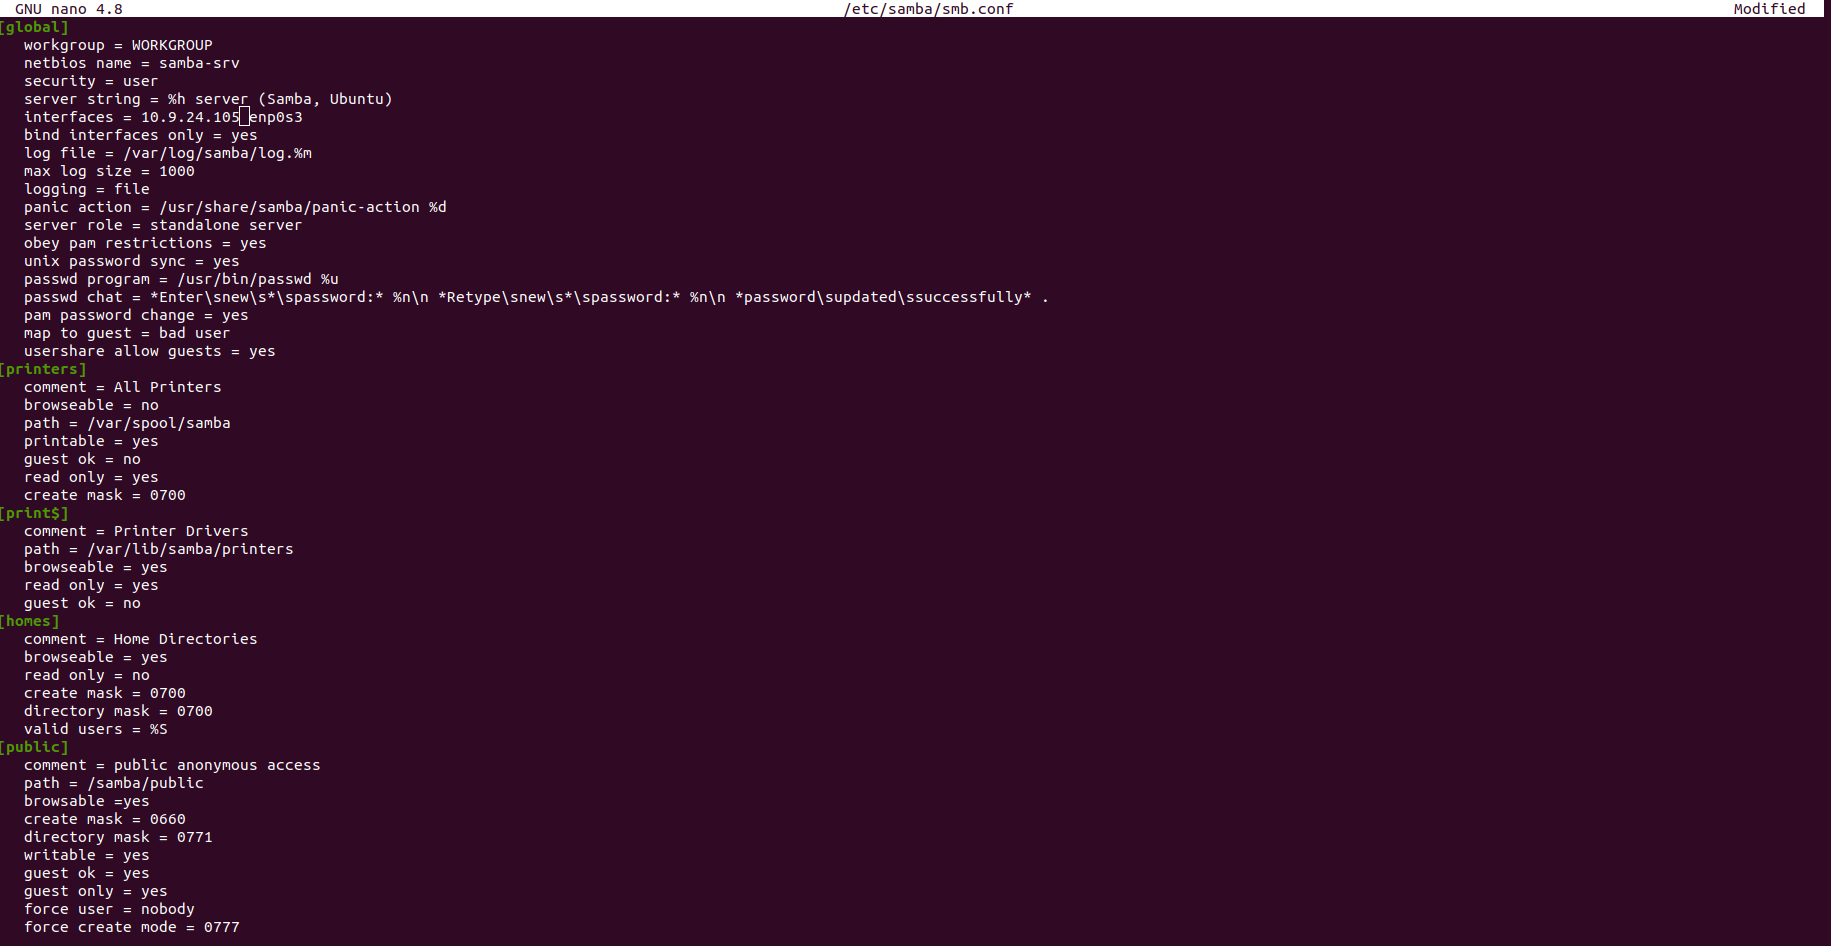 GNU nano 4.8 /etc/samba/smb.conf Modified
[global]
workgroup = WORKGROUP
netbios name = samba-srv
security = user
server string = %h server (Samba, Ubuntu)
interfaces = 10.9.24.105 enp0s3
bind interfaces only = yes
log file = /var/log/samba/log.%m
max log size = 1000
logging = file
panic action = /usr/share/samba/panic-action %d
server role = standalone server
obey pam restrictions = yes
unix password sync = yes
passwd program = /usr/bin/passwd %u
passwd chat = *Enter\snew\s*\spassword:* %n\n *Retype\snew\s*\spassword:* %n\n *password\supdated\ssuccessfully* .
pam password change = yes
map to guest = bad user
usershare allow guests = yes
[printers]
comment = All Printers
browseable = no
path = /var/spool/samba
printable = yes
guest ok = no
read only = yes
create mask = 0700
[print$]
comment = Printer Drivers
path = /var/lib/samba/printers
browseable = yes
read only = yes
guest ok = no
[homes]
comment = Home Directories
browseable = yes
read only = no
create mask = 0700
directory mask = 0700
valid users = %S
[public]
comment = public anonymous access
path = /samba/public
browsable =yes
create mask = 0660
directory mask = 0771
writable = yes
guest ok = yes
guest only = yes
force user = nobody
force create mode = 0777